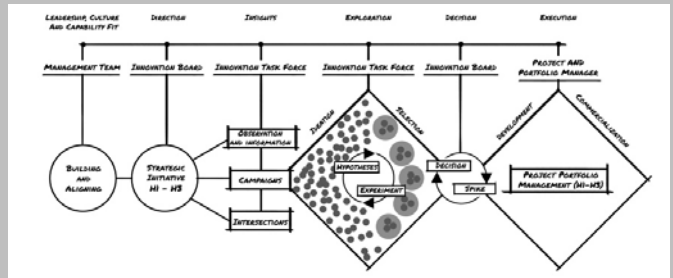 LEADERSHIP, CULTURE
AND CAPABILITY FIT
DIRECTION
INSIGHTS
EXPLORATION
DECISION
EXECUTION
MANAGEMENT TEAM
INNOVATION BOARD
INNOVATION TASK FORCE
INNOVATION TASK FORCE
INNOVATION BOARD
PROJECT AND
PORTFOLIO MANAGER
BUILDING
AND
ALIGNING
STRATEGIC
INITIATIVE
H1 - H3
OBSERVATION
AND INFORMATION
CAMPAIGNS
INTERSECTIONS
IDEATION
SELECTION
HYPOTHESES
EXPERIMENT
DECISION
SPIKE
DEVELOPMENT
COMMERCIALIZATION
PROJECT PORTFOLIO
MANAGEMENT (H1-H3)